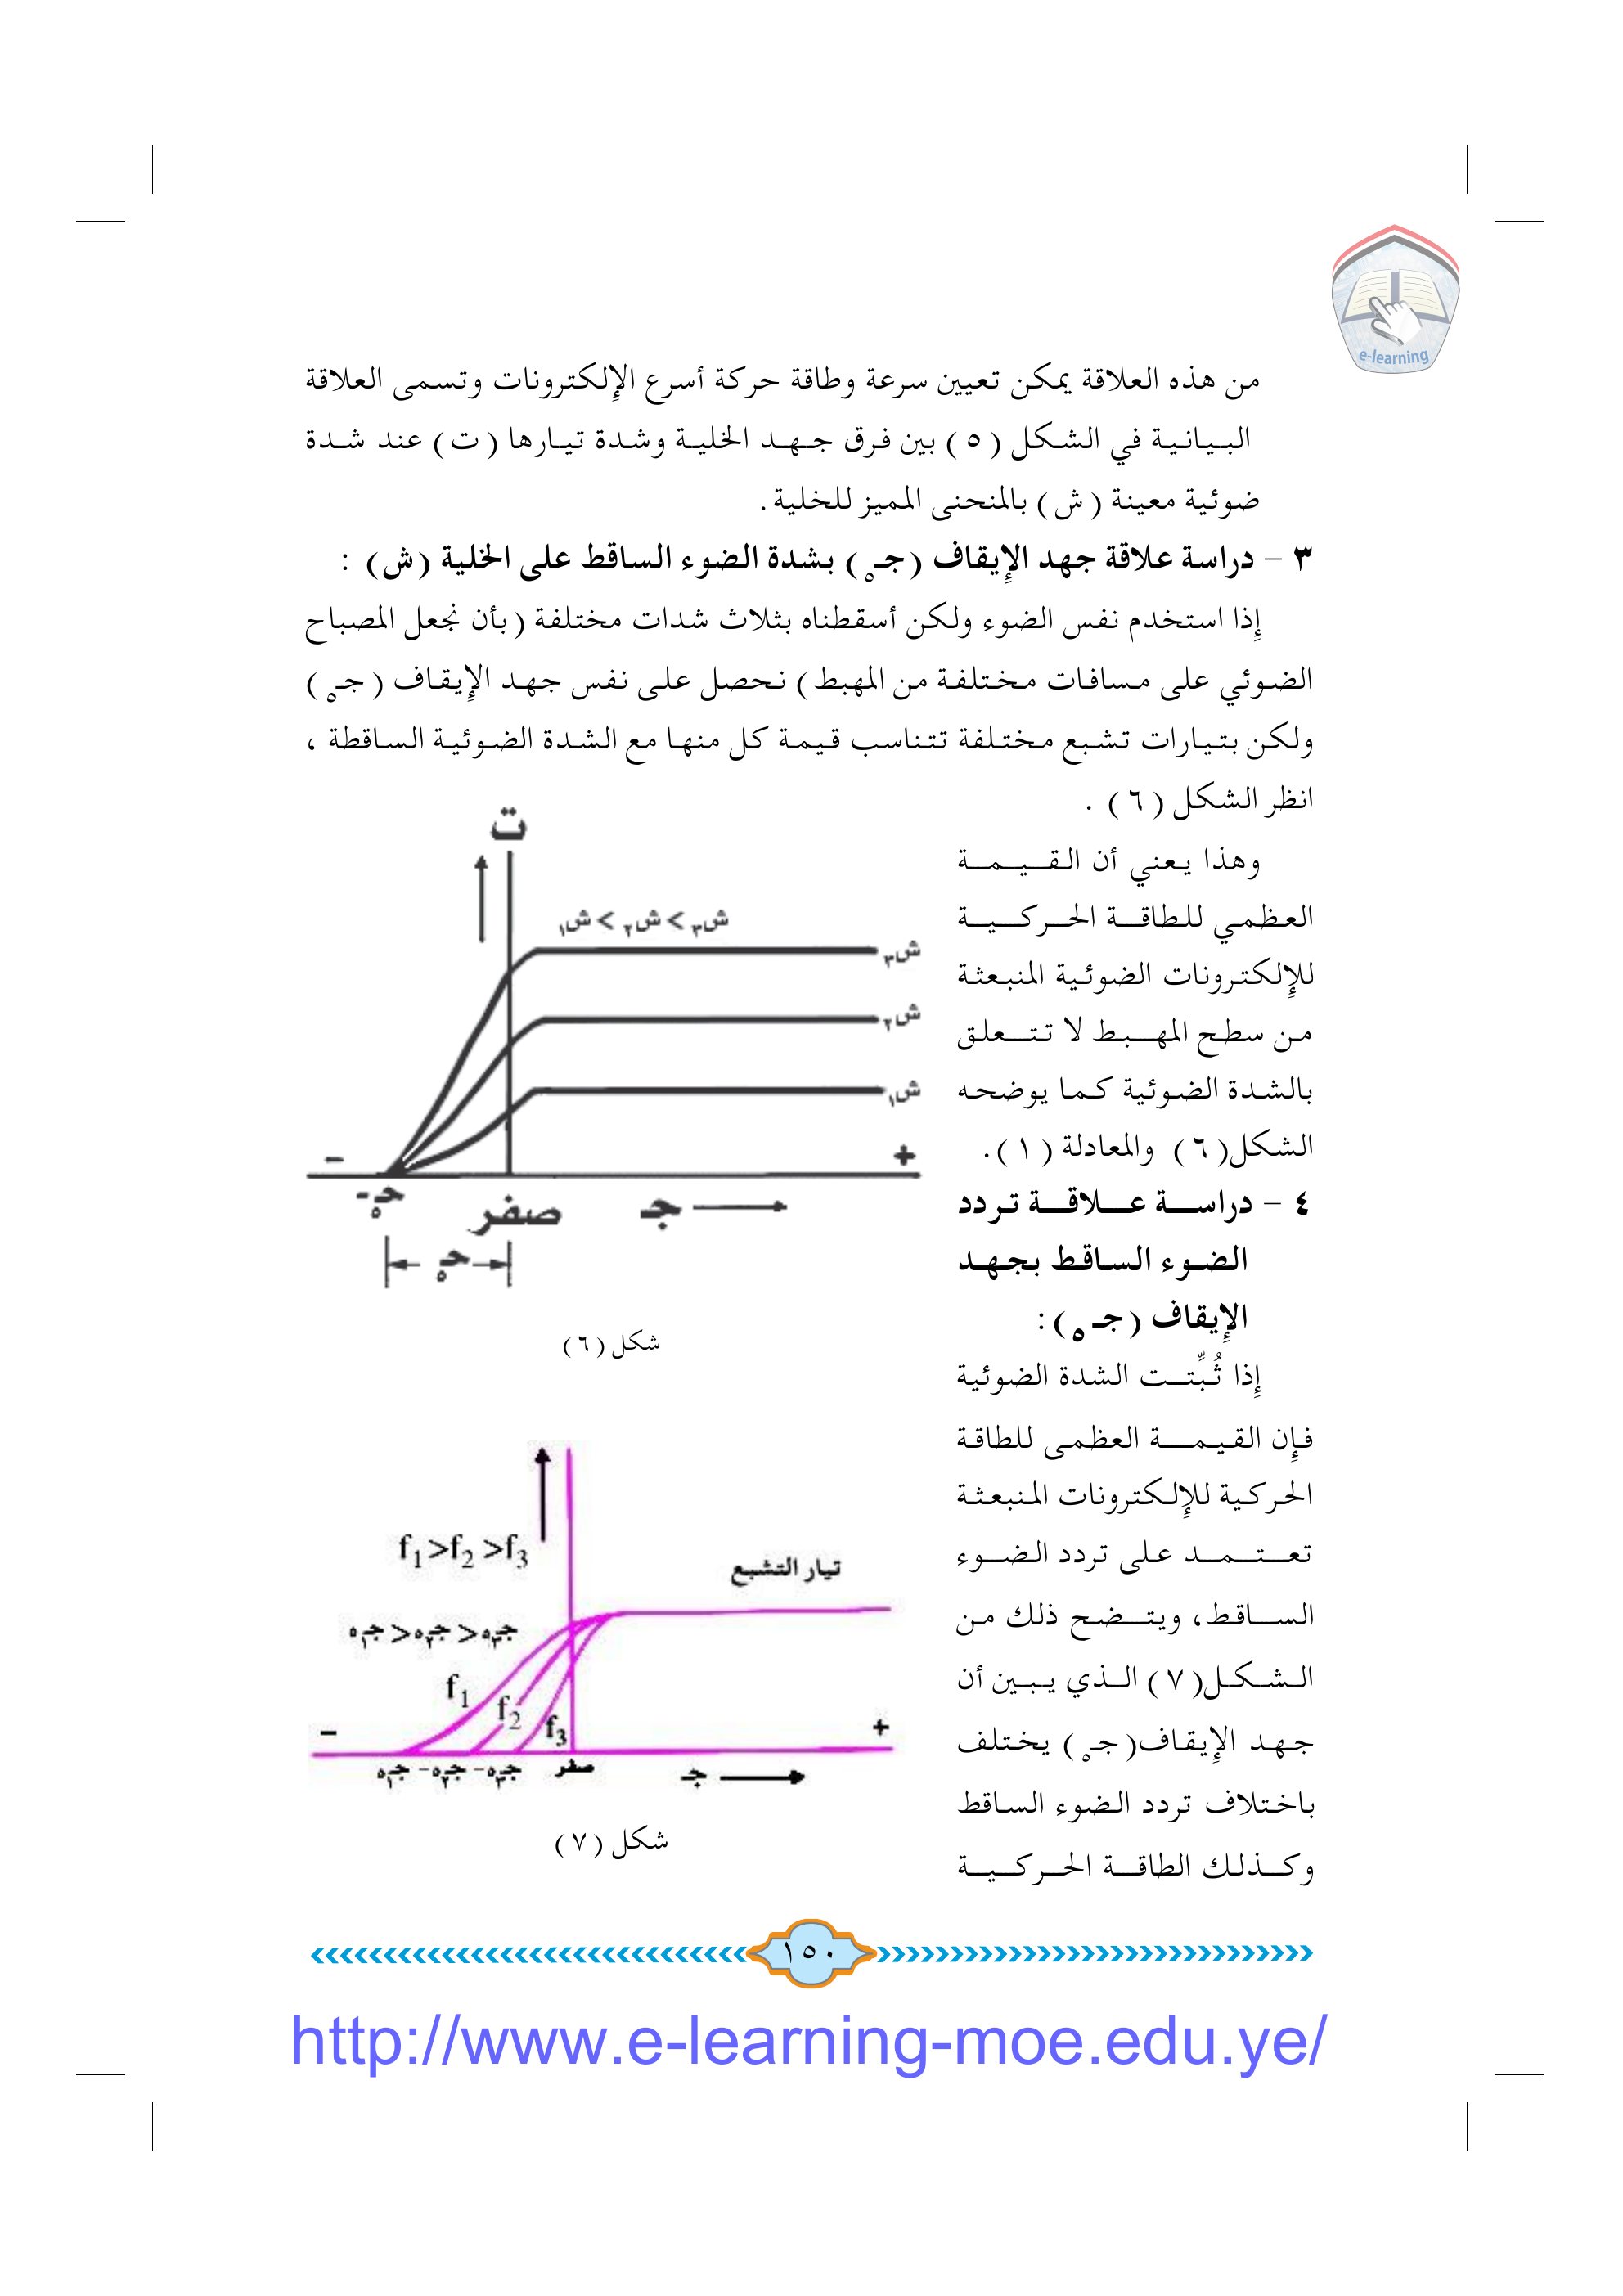 e-learning
من هذه العلاقة يمكن تعيين سرعة وطاقة حركة أسرع الإلكترونات وتسمى العلاقة
البيانية في الشكل ( ٥ ) بين فرق جهد الخلية وشدة تيارها ( ت ) عند شدة
ضوئية معينة ( ش ) بالمنحنى المميز للخلية .
٣ – دراسة علاقة جهد الإيقاف ( جـ٥ ) بشدة الضوء الساقط على الخلية ( ش ) :
إذا استخدم نفس الضوء ولكن أسقطناه بثلاث شدات مختلفة ( بأن نجعل المصباح
الضوئي على مسافات مختلفة من المهبط ) نحصل على نفس جهد الإيقاف ( جـ٥ )
ولكن بتيارات تشبع مختلفة تتناسب قيمة كل منها مع الشدة الضوئية الساقطة ،
انظر الشكل ( ٦ ) .
وهذا يعني أن القيمة
العظمي للطاقة الحركية
للإلكترونات الضوئية المنبعثة
من سطح المهبط لا تتعلق
بالشدة الضوئية كما يوضحه
الشكل( ٦ ) والمعادلة ( ١ ) .
ت
ش٣ > ش٢ > ش١
ش٣
ش٢
ش١
– +
-جـ٥ صفر جـ
جـ٥
شكل ( ٦ )
٤ – دراسة علاقة تردد
الضوء الساقط بجهد
الإيقاف ( جـ٥ ) :
إذا ثُبِّتت الشدة الضوئية
فإن القيمة العظمى للطاقة
الحركية للإلكترونات المنبعثة
تعتمد على تردد الضوء
الساقط، ويتضح ذلك من
الشكل( ٧ ) الذي يبين أن
جهد الإيقاف( جـ٥ ) يختلف
باختلاف تردد الضوء الساقط
وكذلك الطاقة الحركية
f1>f2 >f3
تيار التشبع
f1
f2
f3
– +
صفر جـ
شكل ( ٧ )
١٥٠
http://www.e-learning-moe.edu.ye/